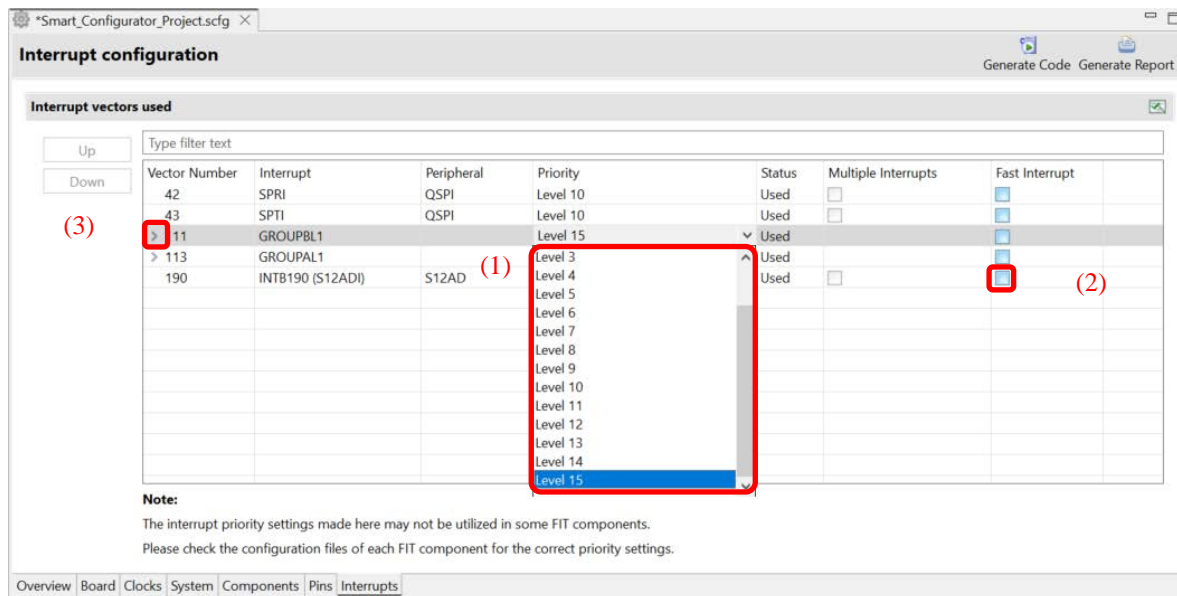 *Smart_Configurator_Project.scfg
Interrupt configuration
Generate Code Generate Report
Interrupt vectors used
Up
Down
Type filter text
Vector Number Interrupt Peripheral Priority Status Multiple Interrupts Fast Interrupt
42 SPRI QSPI Level 10 Used
43 SPTI QSPI Level 10 Used
(3)
> 11 GROUPBL1 Level 15 Used
> 113 GROUPAL1 Used
190 INTB190 (S12ADI) S12AD Used
(1)
(2)
Level 3
Level 4
Level 5
Level 6
Level 7
Level 8
Level 9
Level 10
Level 11
Level 12
Level 13
Level 14
Level 15
Note:
The interrupt priority settings made here may not be utilized in some FIT components.
Please check the configuration files of each FIT component for the correct priority settings.
Overview Board Clocks System Components Pins Interrupts